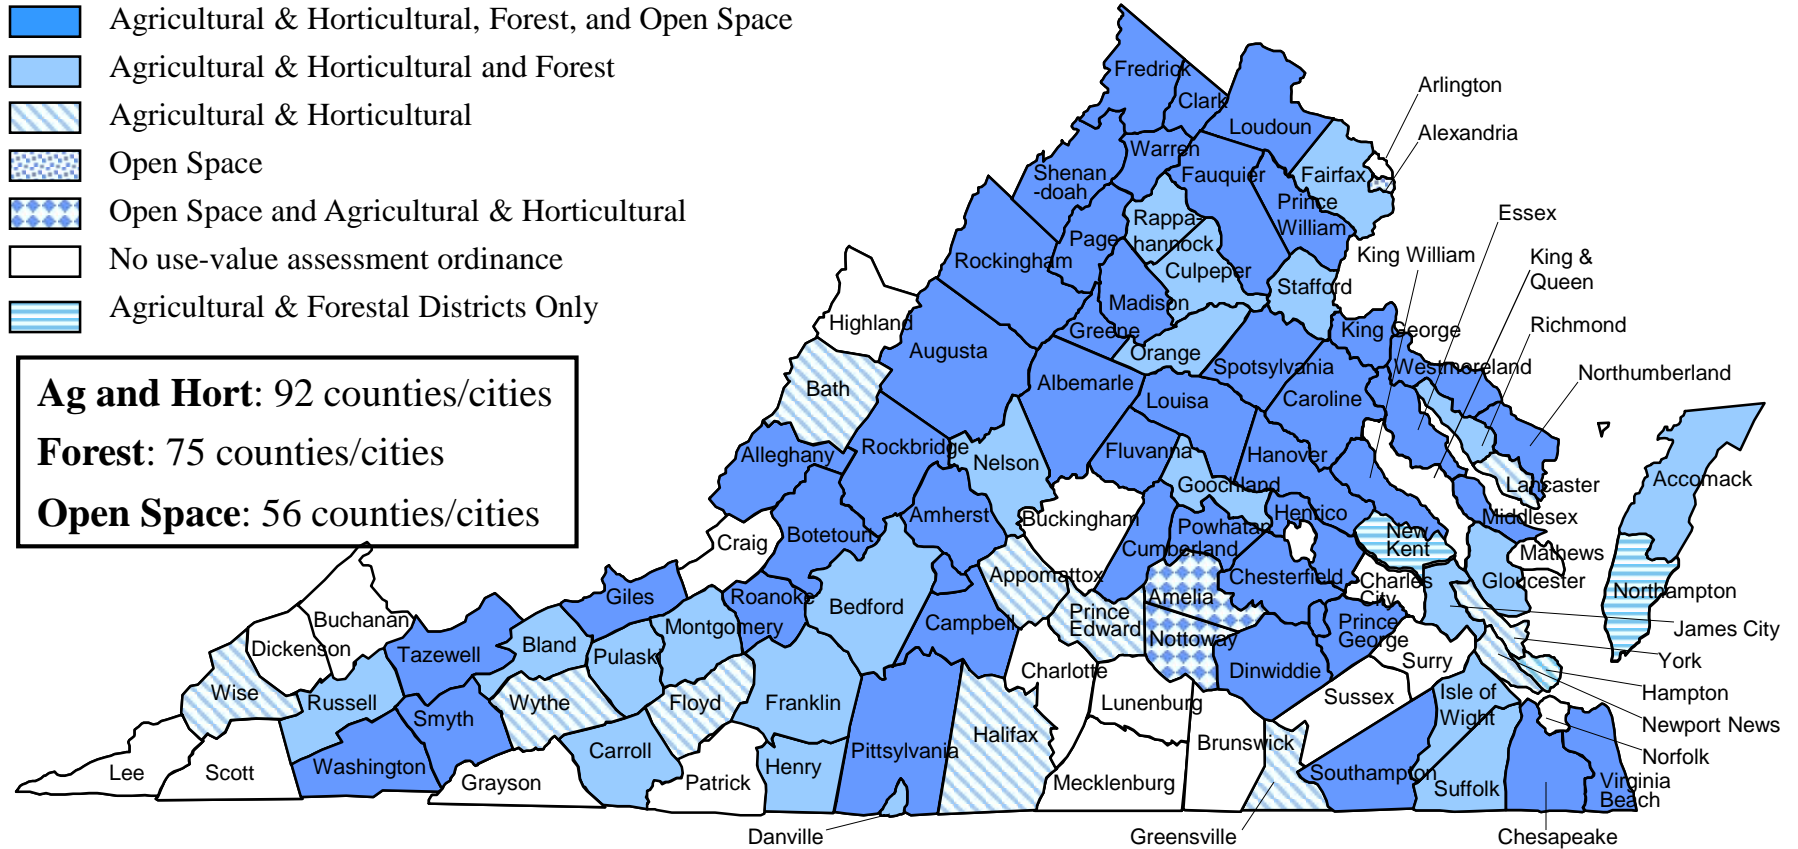 Agricultural & Horticultural, Forest, and Open Space
Agricultural & Horticultural and Forest
Agricultural & Horticultural
Open Space
Open Space and Agricultural & Horticultural
No use-value assessment ordinance
Agricultural & Forestal Districts Only
Ag and Hort: 92 counties/cities
Forest: 75 counties/cities
Open Space: 56 counties/cities
Fredrick
Clark
Loudoun
Arlington
Alexandria
Warren
Shenan
-doah
Fauquier
Fairfax
Prince
William
Rappa-
hannock
Page
Essex
King William
King &
Queen
Rockingham
Culpeper
Stafford
Madison
Highland
Greene
King George
Richmond
Augusta
Orange
Spotsylvania
Westmoreland
Northumberland
Bath
Albemarle
Louisa
Caroline
Alleghany
Rockbridge
Nelson
Fluvanna
Hanover
Goochland
Lancaster
Accomack
Amherst
Buckingham
Powhatan
Henrico
Middlesex
Botetourt
Craig
Cumberland
New
Kent
Mathews
Appomattox
Chesterfield
Charles
City
Gloucester
Northampton
Giles
Roanoke
Bedford
Amelia
Prince
Edward
Campbell
Prince
George
James City
Buchanan
Montgomery
Nottoway
Dickenson
Tazewell
Bland
Pulask
York
Surry
Charlotte
Dinwiddie
Wise
Russell
Wythe
Floyd
Franklin
Lunenburg
Sussex
Isle of
Wight
Hampton
Smyth
Newport News
Carroll
Pittsylvania
Halifax
Brunswick
Norfolk
Lee
Scott
Washington
Grayson
Patrick
Henry
Mecklenburg
Southampton
Suffolk
Virginia
Beach
Danville
Greensville
Chesapeake